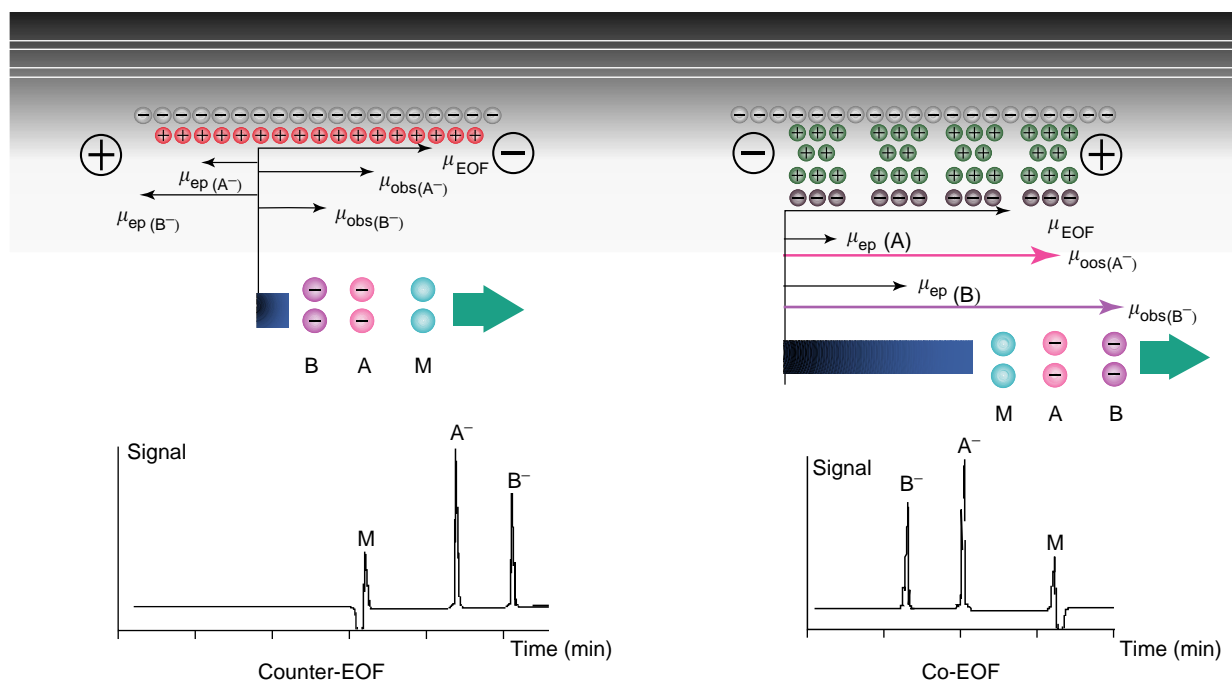 μEOF
μep (A−)
μobs(A−)
μep (B−)
μobs(B−)
B A M
Signal
M
A−
B−
Time (min)
Counter-EOF
μEOF
μep (A)
μoos(A−)
μep (B)
μobs(B−)
M A B
Signal
B−
A−
M
Time (min)
Co-EOF